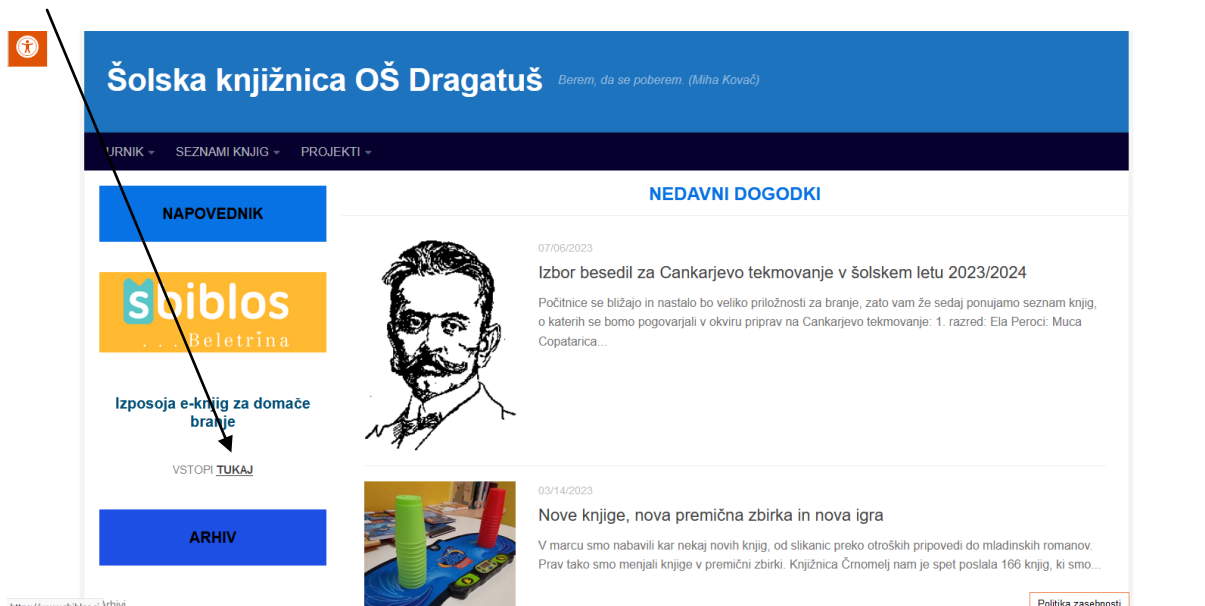 Šolska knjižnica OŠ Dragatuš
Berem, da se poberem. (Miha Kovač)
URNIK
SEZNAMI KNJIG
PROJEKTI
NAPOVEDNIK
sbiblos
. . . Beletrina
Izposoja e-knjig za domače
branje
VSTOPI TUKAJ
ARHIV
Arhivi
NEDAVNI DOGODKI
07/06/2023
Izbor besedil za Cankarjevo tekmovanje v šolskem letu 2023/2024
Počitnice se bližajo in nastalo bo veliko priložnosti za branje, zato vam že sedaj ponujamo seznam knjig,
o katerih se bomo pogovarjali v okviru priprav na Cankarjevo tekmovanje: 1. razred: Ela Peroci: Muca
Copatarica...
03/14/2023
Nove knjige, nova premična zbirka in nova igra
V marcu smo nabavili kar nekaj novih knjig, od slikanic preko otroških pripovedi do mladinskih romanov.
Prav tako smo menjali knjige v premični zbirki. Knjižnica Črnomelj nam je spet poslala 166 knjig, ki smo...
Politika zasebnosti